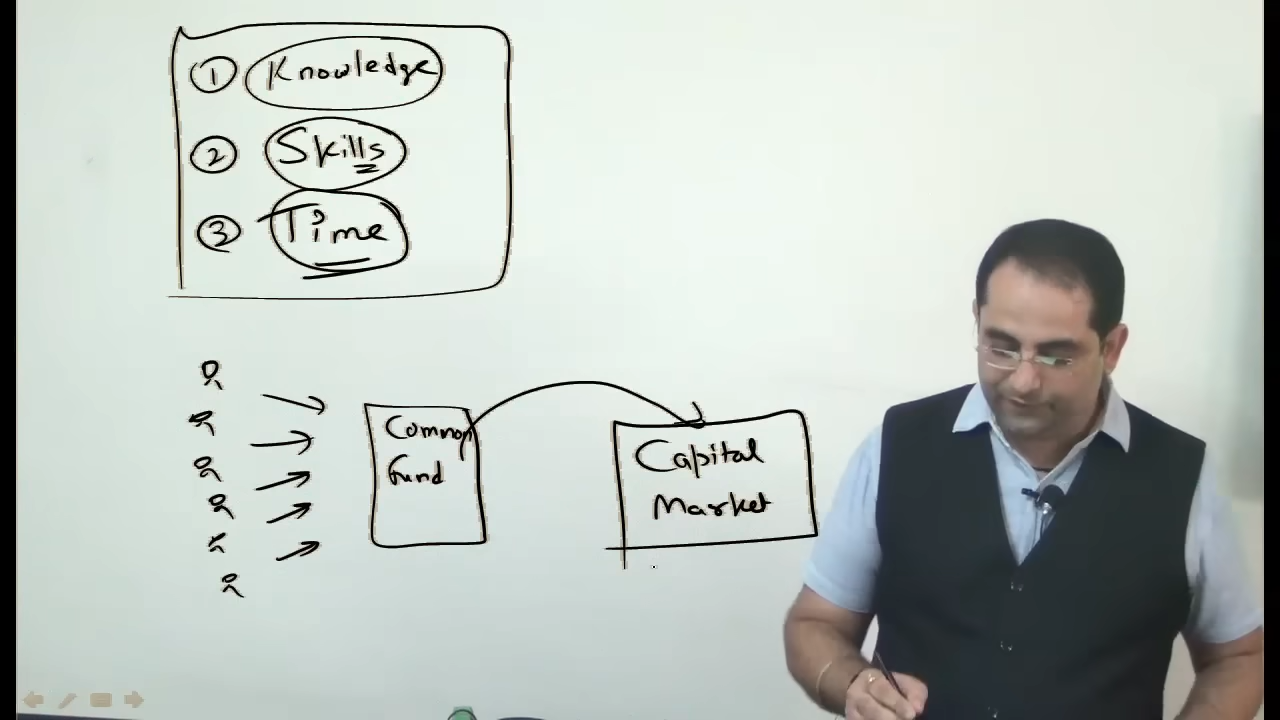 ① Knowledge
② Skills
③ Time
Common
fund
Capital
Market